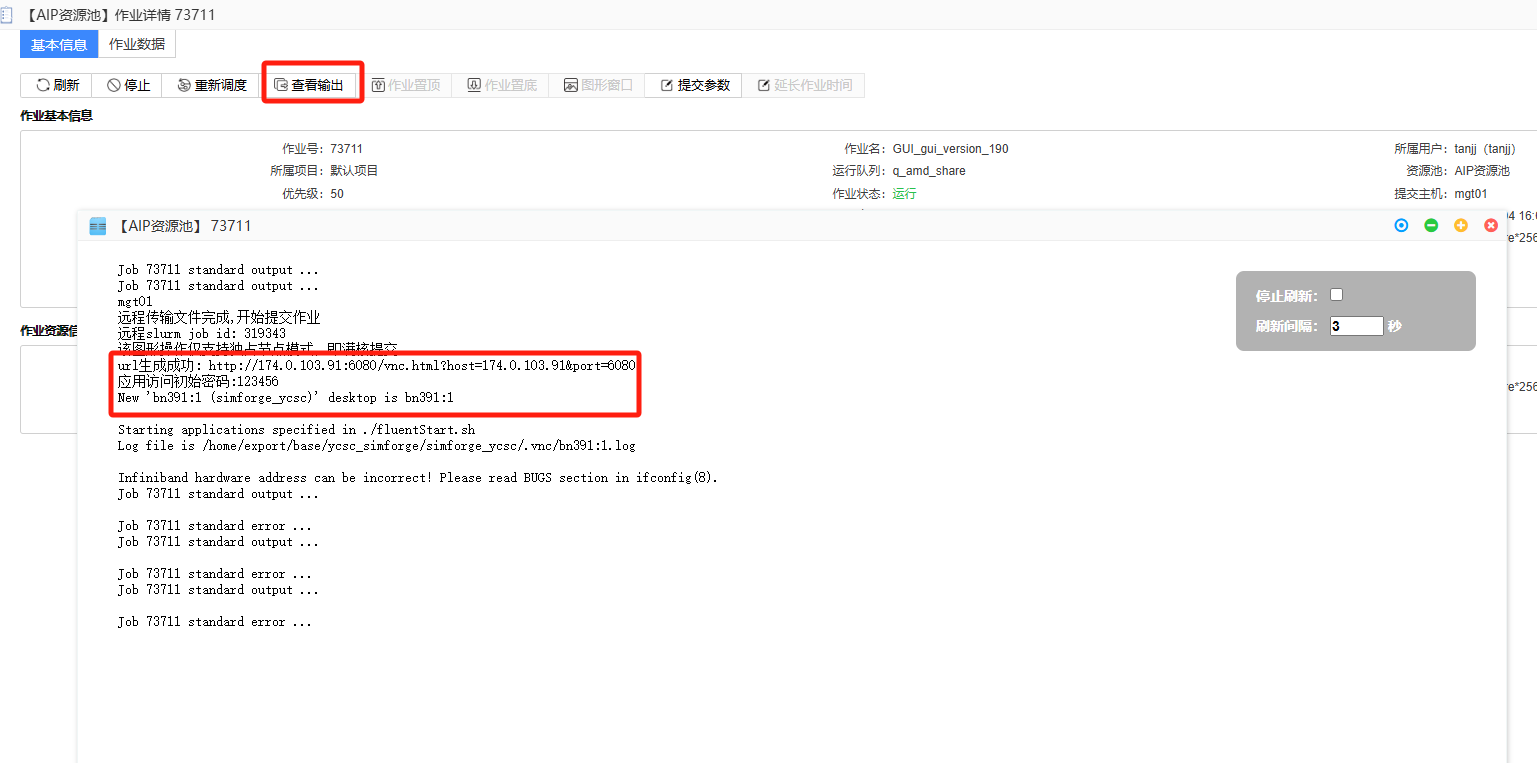 【AIP资源池】作业详情 73711
基本信息 作业数据
刷新 停止 重新调度 查看输出 作业置顶 作业置底 图形窗口 提交参数 延长作业时间
作业基本信息
作业号: 73711 作业名: GUI_gui_version_190 所属用户: tanjj（tanjj）
所属项目: 默认项目 运行队列: q_amd_share 资源池: AIP资源池
优先级: 50 作业状态: 运行 提交主机: mgt01
04 16:0
re*256
作业资源信
re*256
【AIP资源池】 73711
停止刷新:
刷新间隔: 3 秒
Job 73711 standard output ...
Job 73711 standard output ...
mgt01
远程传输文件完成,开始提交作业
远程slurm job id: 319343
该图形操作仅支持独占节点模式，即满核提交
url生成成功: http://174.0.103.91:6080/vnc.html?host=174.0.103.91&port=6080
应用访问初始密码:123456
New 'bn391:1 (simforge_ycsc)' desktop is bn391:1
Starting applications specified in ./fluentStart.sh
Log file is /home/export/base/ycsc_simforge/simforge_ycsc/.vnc/bn391:1.log
Infiniband hardware address can be incorrect! Please read BUGS section in ifconfig(8).
Job 73711 standard output ...
Job 73711 standard error ...
Job 73711 standard output ...
Job 73711 standard error ...
Job 73711 standard output ...
Job 73711 standard error ...